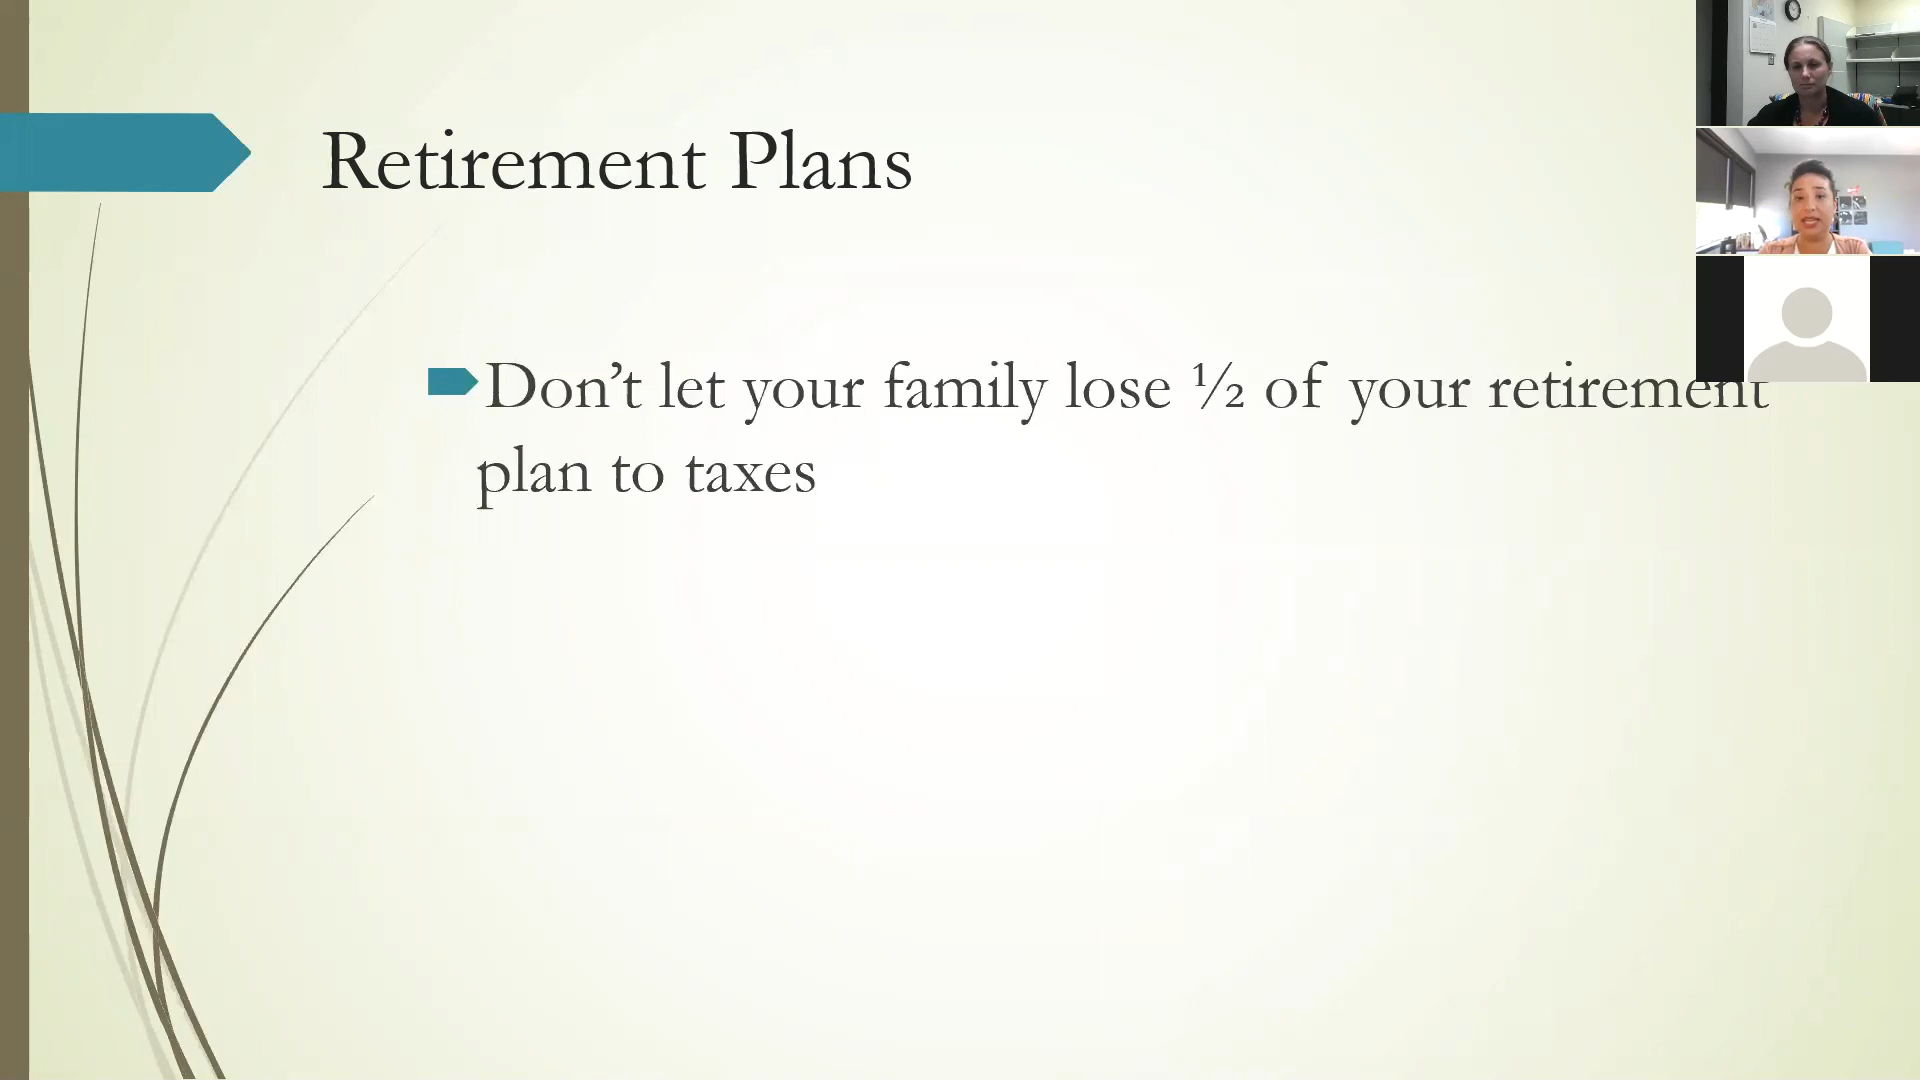 Retirement Plans
Don’t let your family lose ½ of your retirement
plan to taxes